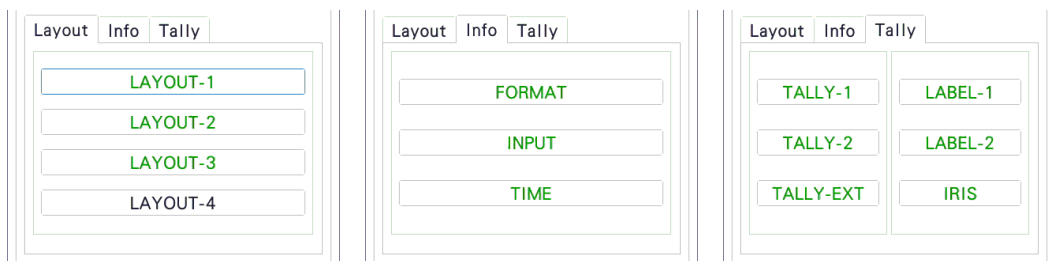 Layout Info Tally
LAYOUT-1
LAYOUT-2
LAYOUT-3
LAYOUT-4
Layout Info Tally
FORMAT
INPUT
TIME
Layout Info Tally
TALLY-1 LABEL-1
TALLY-2 LABEL-2
TALLY-EXT IRIS